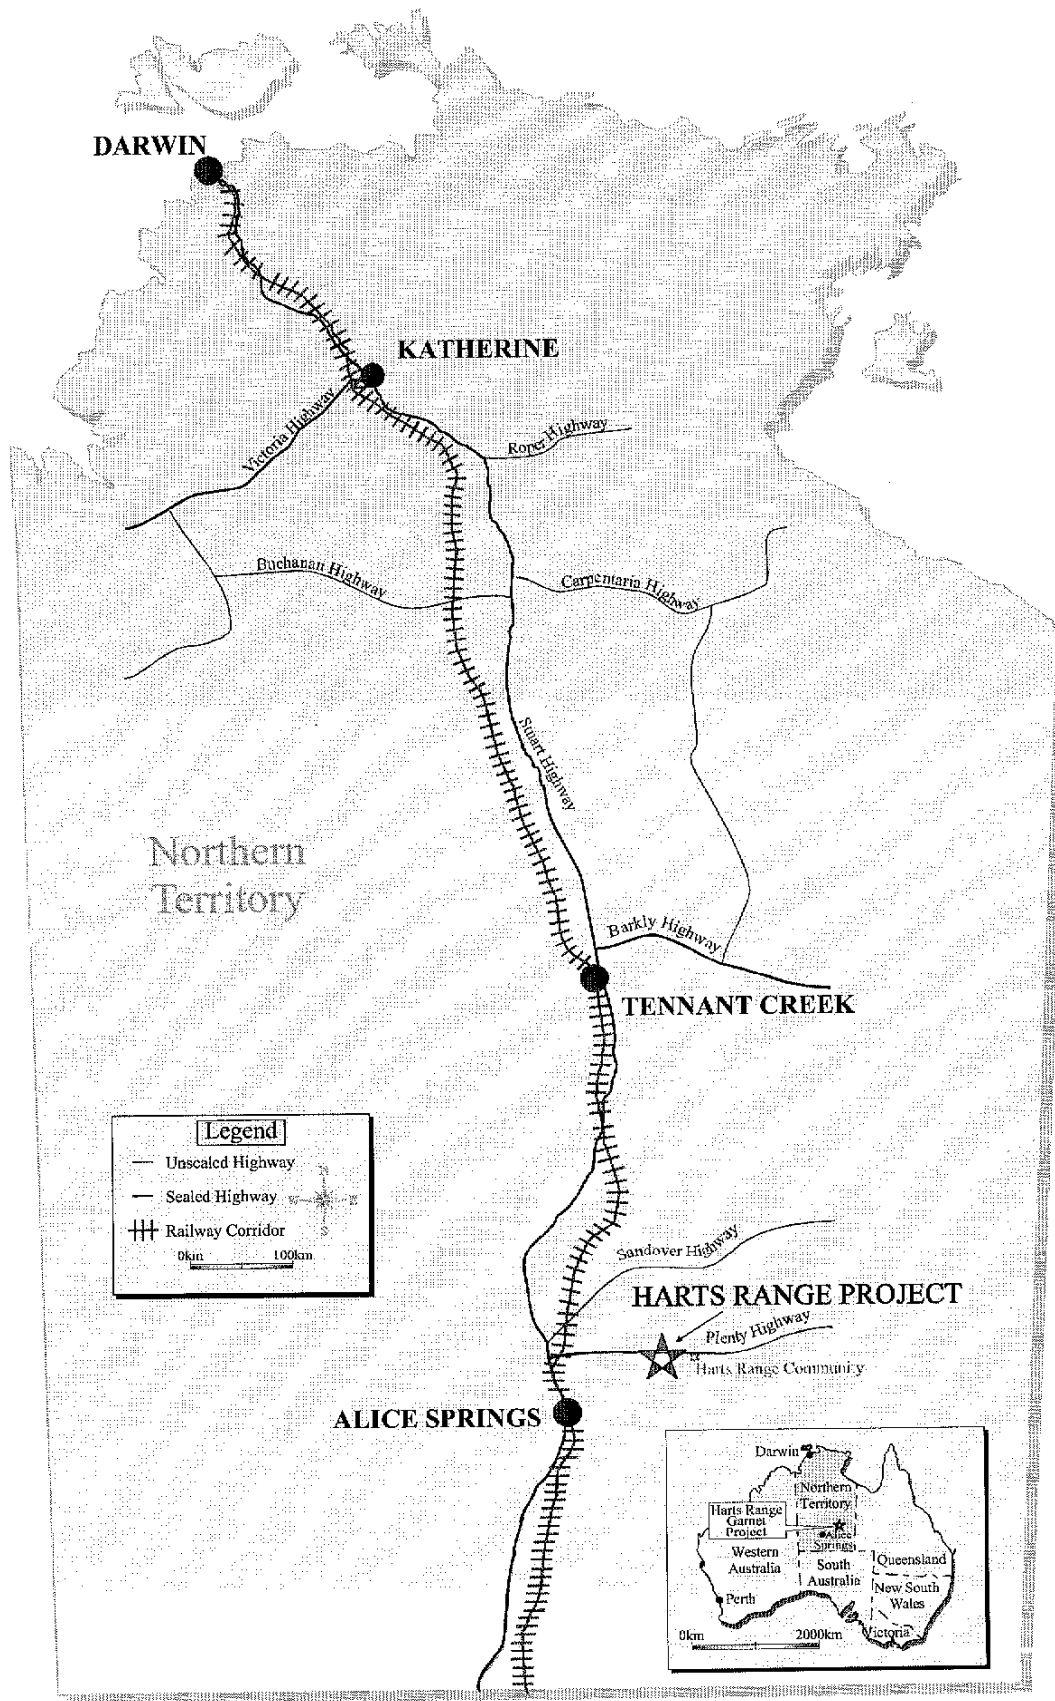 DARWIN
KATHERINE
Victoria Highway
Roper Highway
Buchanan Highway
Carpentaria Highway
Stuart Highway
Northern
Territory
Barkly Highway
TENNANT CREEK
Legend
Unsealed Highway
Sealed Highway
Railway Corridor
0km 100km
N
W E
S
Sandover Highway
HARTS RANGE PROJECT
Plenty Highway
Harts Range Community
ALICE SPRINGS
Darwin
Northern
Territory
Harts Range
Garnet
Project
Alice
Springs
Western
Australia
South
Australia
Queensland
New South
Wales
Perth
Victoria
0km 2000km